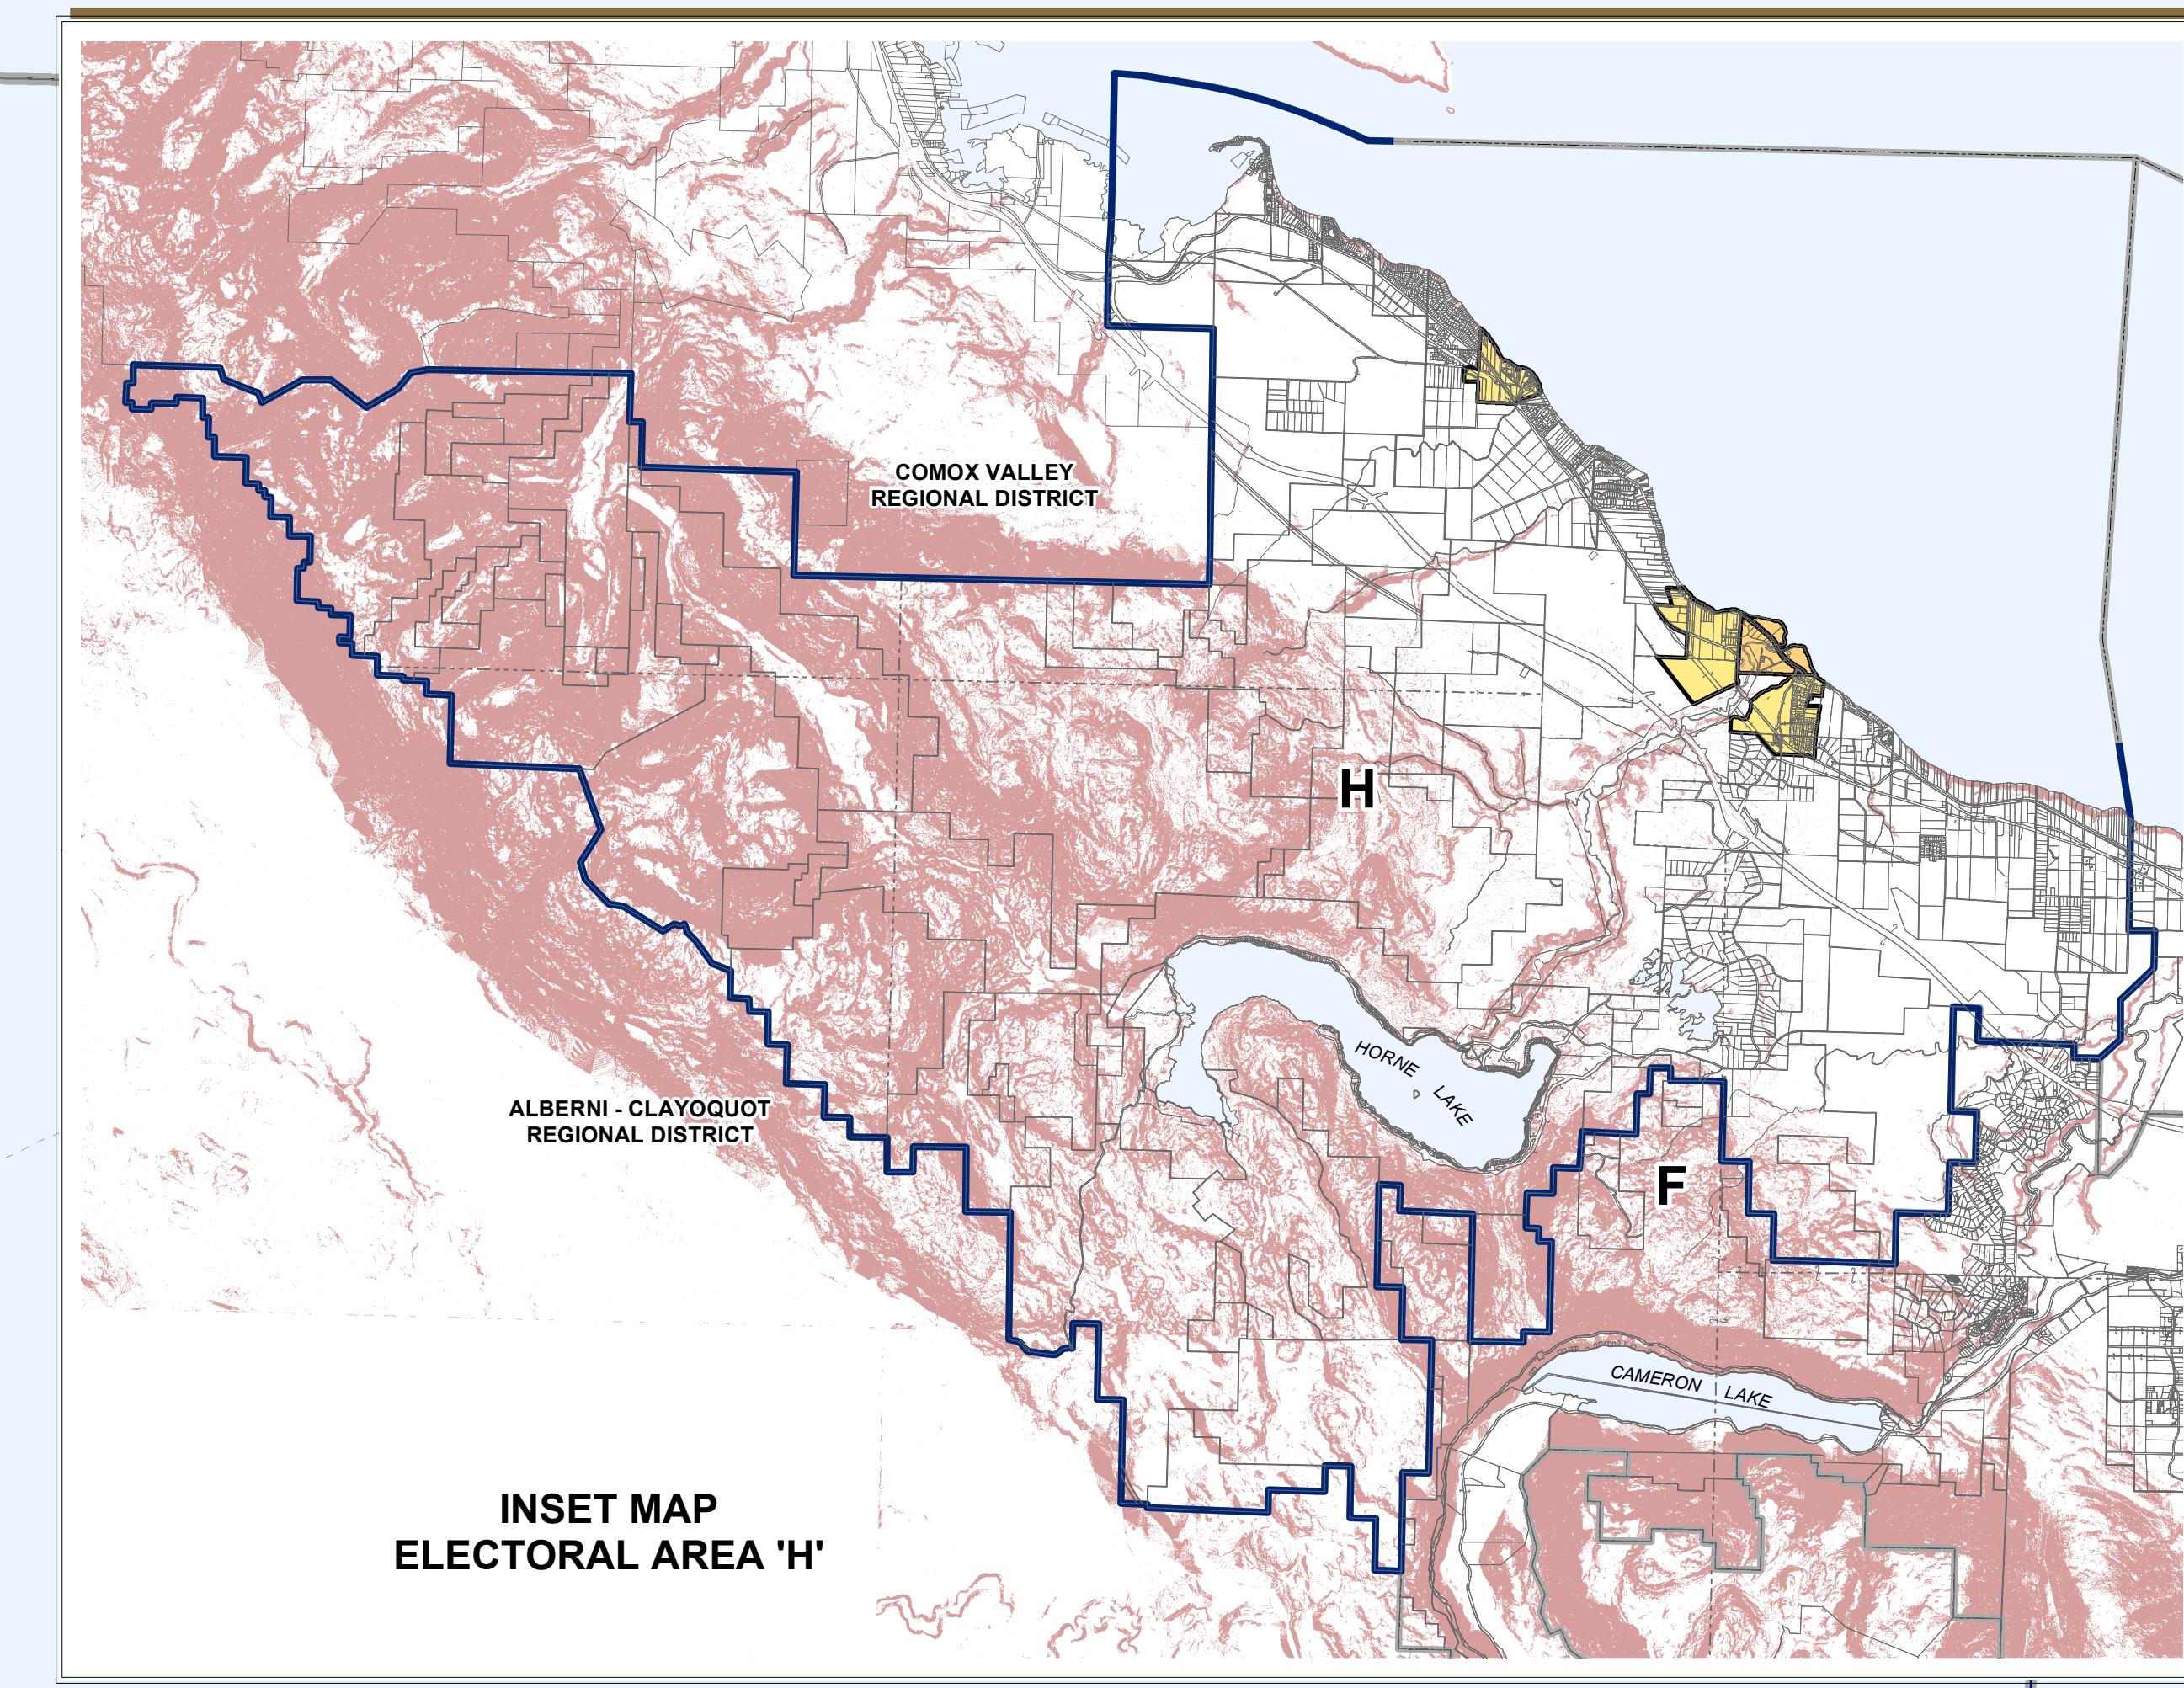 COMOX VALLEY
REGIONAL DISTRICT
H
HORNE LAKE
ALBERNI - CLAYOQUOT
REGIONAL DISTRICT
F
CAMERON LAKE
INSET MAP
ELECTORAL AREA 'H'